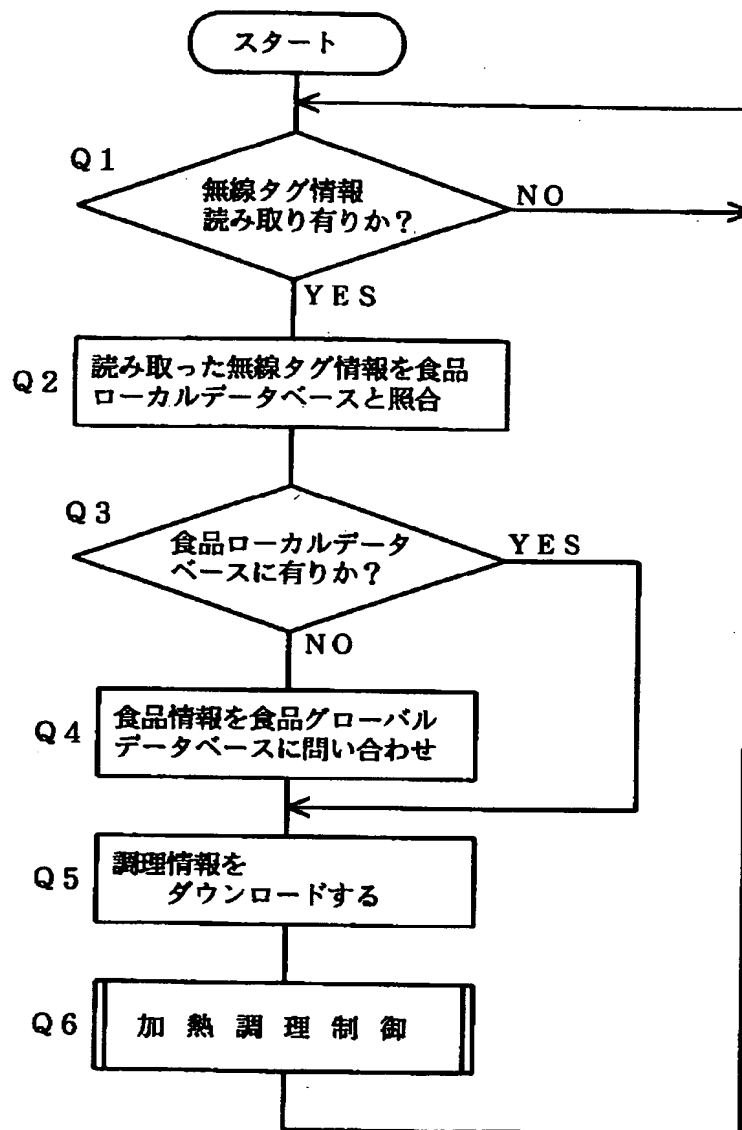 スタート
Q1
無線タグ情報
読み取り有りか?
NO
YES
Q2
読み取った無線タグ情報を食品
ローカルデータベースと照合
Q3
食品ローカルデータ
ベースに有りか?
YES
NO
Q4
食品情報を食品グローバル
データベースに問い合わせ
Q5
調理情報を
ダウンロードする
Q6
加熱調理制御